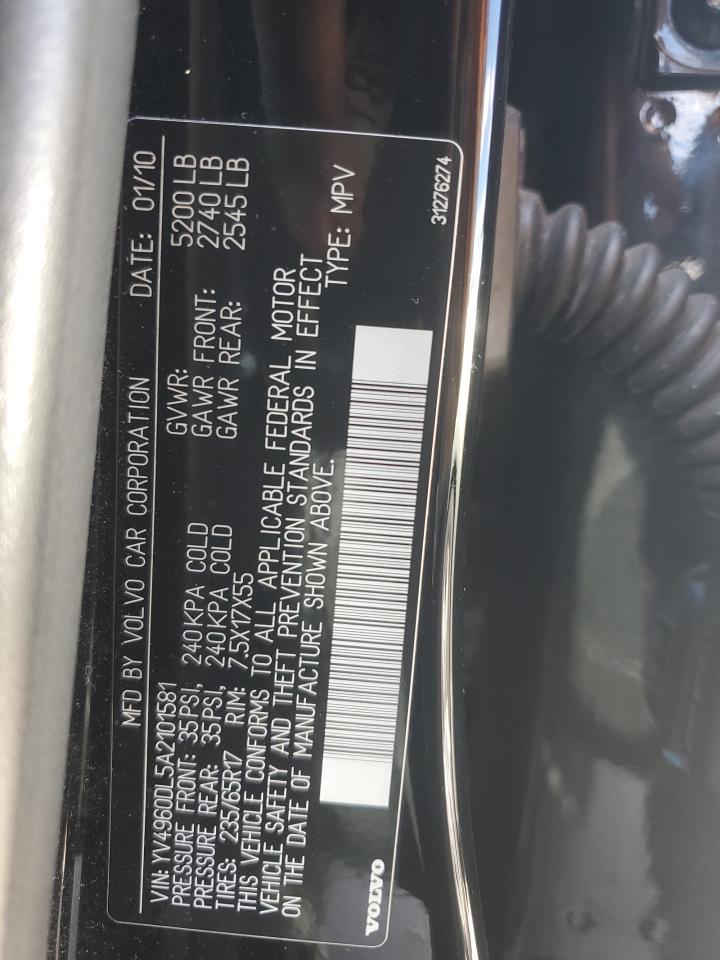 MFD BY VOLVO CAR CORPORATION DATE: 01/10
VIN: YV4960DL5A2101581 GVWR: 5200 LB
PRESSURE FRONT: 35PSI, 240KPA COLD GAWR FRONT: 2740 LB
PRESSURE REAR: 35PSI, 240KPA COLD GAWR REAR: 2545 LB
TIRES: 235/65R17 RIM: 7.5X17X55
THIS VEHICLE CONFORMS TO ALL APPLICABLE FEDERAL MOTOR
VEHICLE SAFETY AND THEFT PREVENTION STANDARDS IN EFFECT
ON THE DATE OF MANUFACTURE SHOWN ABOVE. TYPE: MPV
VOLVO 31276274